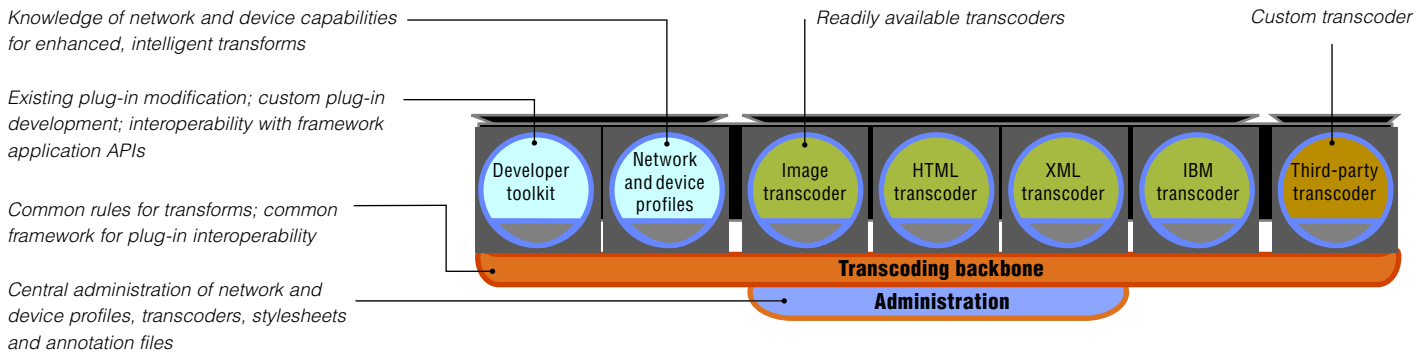 Knowledge of network and device capabilities
for enhanced, intelligent transforms
Readily available transcoders
Custom transcoder
Existing plug-in modification; custom plug-in
development; interoperability with framework
application APIs
Common rules for transforms; common
framework for plug-in interoperability
Central administration of network and
device profiles, transcoders, stylesheets
and annotation files
Developer
toolkit
Network
and device
profiles
Image
transcoder
HTML
transcoder
XML
transcoder
IBM
transcoder
Third-party
transcoder
Transcoding backbone
Administration